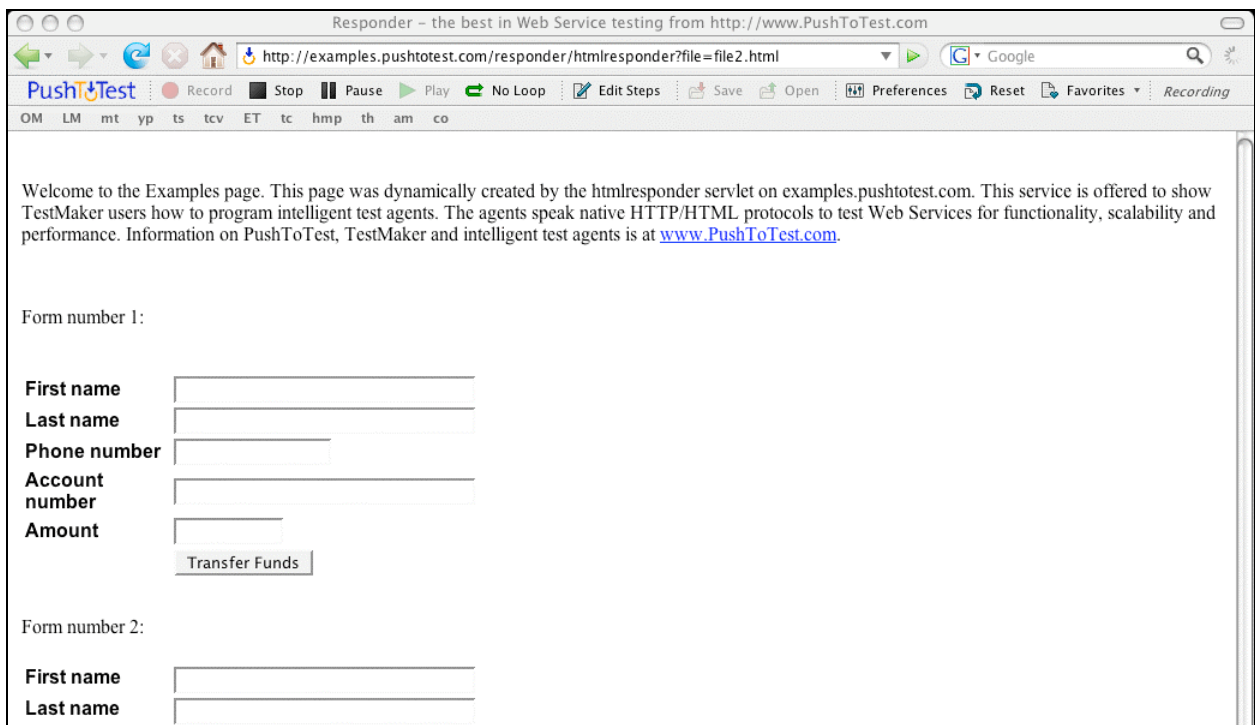 Responder – the best in Web Service testing from http://www.PushToTest.com
http://examples.pushtotest.com/responder/htmlresponder?file=file2.html
G Google
PushToTest Record Stop Pause Play No Loop Edit Steps Save Open Preferences Reset Favorites Recording
OM LM mt yp ts tcv ET tc hmp th am co
Welcome to the Examples page. This page was dynamically created by the htmlresponder servlet on examples.pushtotest.com. This service is offered to show
TestMaker users how to program intelligent test agents. The agents speak native HTTP/HTML protocols to test Web Services for functionality, scalability and
performance. Information on PushToTest, TestMaker and intelligent test agents is at www.PushToTest.com.
Form number 1:
First name
Last name
Phone number
Account
number
Amount
Transfer Funds
Form number 2:
First name
Last name